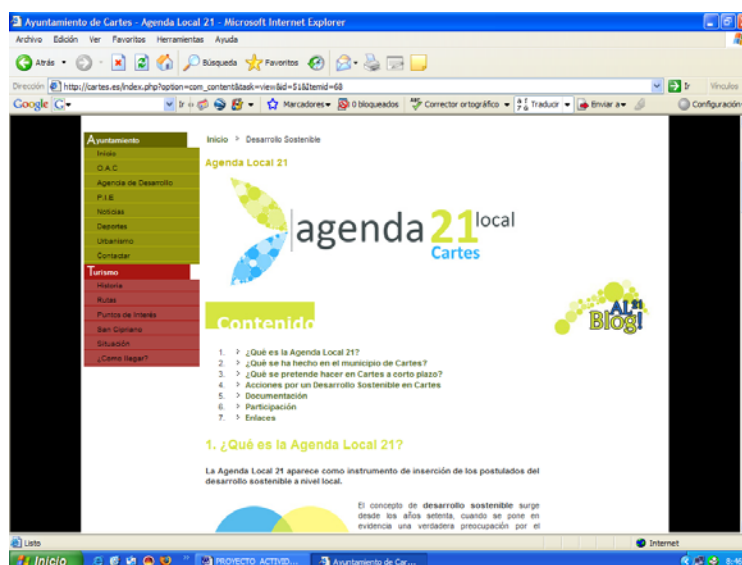 Ayuntamiento de Cartes - Agenda Local 21 - Microsoft Internet Explorer
Archivo Edición Ver Favoritos Herramientas Ayuda
Atrás Búsqueda Favoritos
Dirección http://cartes.es/index.php?option=com_content&task=view&id=51&Itemid=68 Ir Vínculos
Google Ir Marcadores 0 bloqueados Corrector ortográfico Traducir Enviar a Configuración
Ayuntamiento
Inicio
O.A.C
Agencia de Desarrollo
P.I.E
Noticias
Deportes
Urbanismo
Contactar
Turismo
Historia
Rutas
Puntos de Interés
San Cipriano
Situación
¿Como llegar?
Inicio > Desarrollo Sostenible
Agenda Local 21
agenda 21 local
Cartes
Contenido
AL 21
Blog!
1. > ¿Qué es la Agenda Local 21?
2. > ¿Qué se ha hecho en el municipio de Cartes?
3. > ¿Qué se pretende hacer en Cartes a corto plazo?
4. > Acciones por un Desarrollo Sostenible en Cartes
5. > Documentación
6. > Participación
7. > Enlaces
1. ¿Qué es la Agenda Local 21?
La Agenda Local 21 aparece como instrumento de inserción de los postulados del
desarrollo sostenible a nivel local.
El concepto de desarrollo sostenible surge
desde los años setenta, cuando se pone en
evidencia una verdadera preocupación por el
Listo Internet
Inicio PROYECTO ACTIVID... Ayuntamiento de Car...